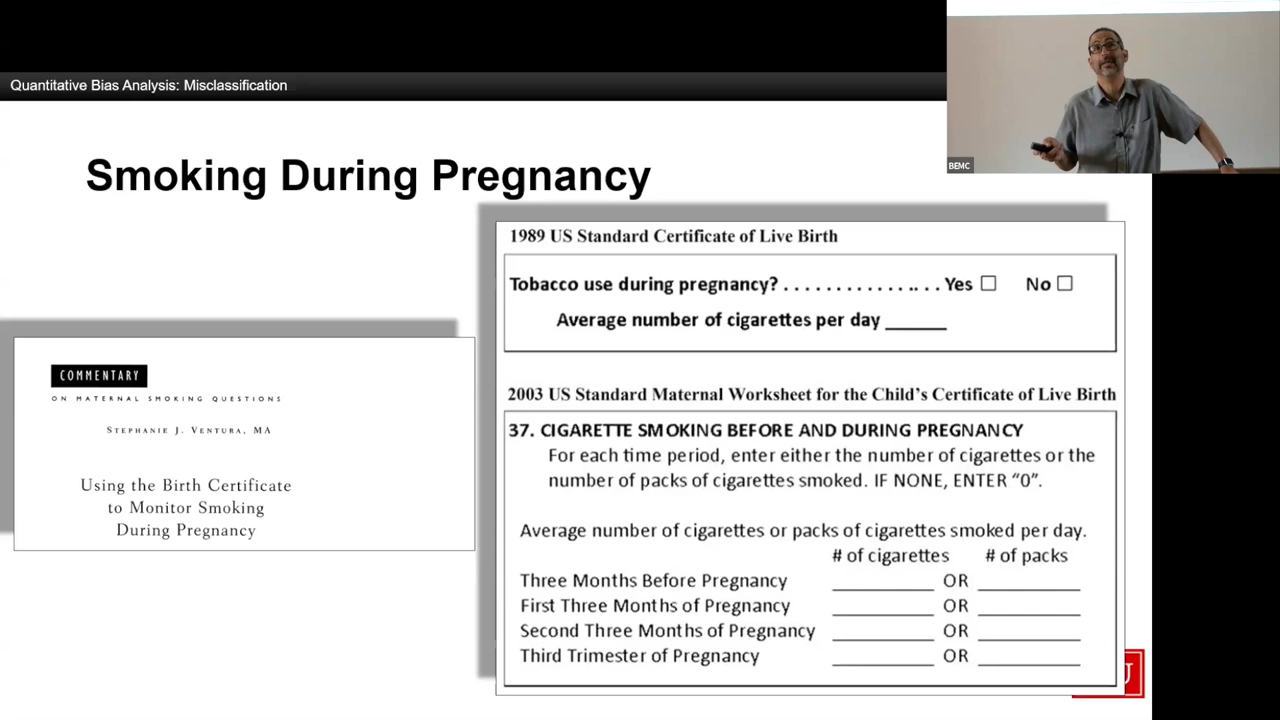 Quantitative Bias Analysis: Misclassification
BEMC
Smoking During Pregnancy
COMMENTARY
ON MATERNAL SMOKING QUESTIONS
STEPHANIE J. VENTURA, MA
Using the Birth Certificate
to Monitor Smoking
During Pregnancy
1989 US Standard Certificate of Live Birth
Tobacco use during pregnancy? . . . . . . . . . . . . . .. . . Yes ☐ No ☐
Average number of cigarettes per day ______
2003 US Standard Maternal Worksheet for the Child's Certificate of Live Birth
37. CIGARETTE SMOKING BEFORE AND DURING PREGNANCY
For each time period, enter either the number of cigarettes or the
number of packs of cigarettes smoked. IF NONE, ENTER “0”.
Average number of cigarettes or packs of cigarettes smoked per day.
# of cigarettes # of packs
Three Months Before Pregnancy __________ OR __________
First Three Months of Pregnancy __________ OR __________
Second Three Months of Pregnancy __________ OR __________
Third Trimester of Pregnancy __________ OR __________